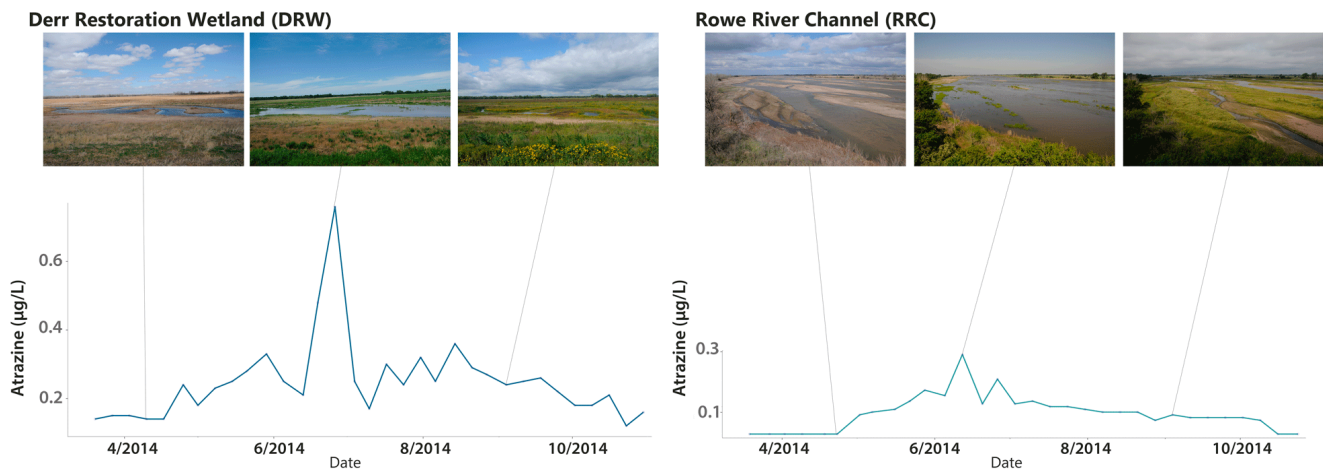 Derr Restoration Wetland (DRW)
Rowe River Channel (RRC)
Atrazine (µg/L)
0.6
0.4
0.2
4/2014
6/2014
8/2014
10/2014
Date
Atrazine (µg/L)
0.3
0.1
4/2014
6/2014
8/2014
10/2014
Date